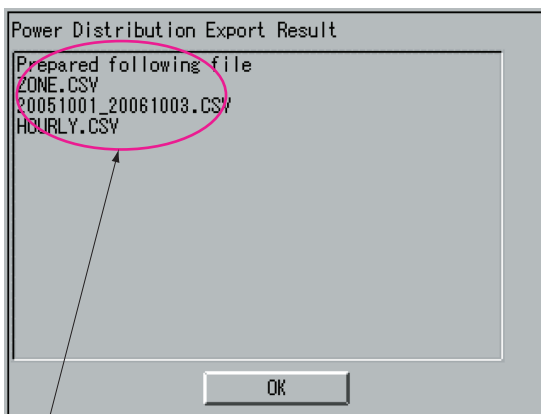 Power Distribution Export Result
Prepared following file
ZONE.CSV
20051001_20061003.CSV
HOURLY.CSV
OK